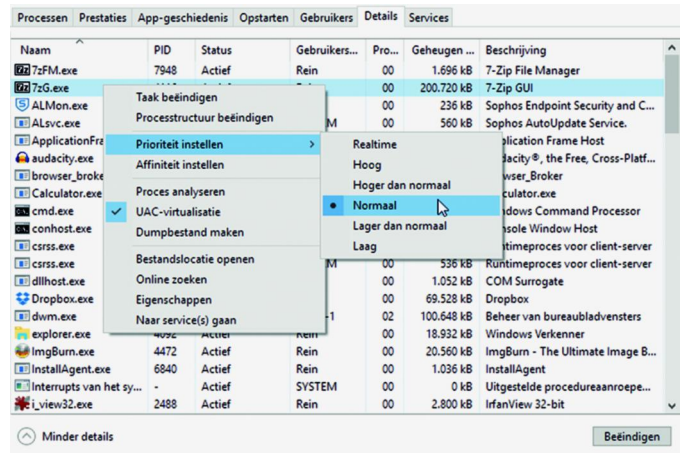 Processen Prestaties App-geschiedenis Opstarten Gebruikers Details Services
Naam PID Status Gebruikers... Pro... Geheugen ... Beschrijving
7zFM.exe 7948 Actief Rein 00 1.696 kB 7-Zip File Manager
7zG.exe 00 200.720 kB 7-Zip GUI
ALMon.exe 00 236 kB Sophos Endpoint Security and C...
ALsvc.exe M 00 560 kB Sophos AutoUpdate Service.
ApplicationFra plication Frame Host
audacity.exe dacity®, the Free, Cross-Platf...
browser_broke wser_Broker
Calculator.exe culator.exe
cmd.exe dows Command Processor
conhost.exe nsole Window Host
csrss.exe untimeproces voor client-server
csrss.exe M 00 536 kB Runtimeproces voor client-server
dllhost.exe 00 1.052 kB COM Surrogate
Dropbox.exe 00 69.528 kB Dropbox
dwm.exe -1 02 100.648 kB Beheer van bureaubladvensters
explorer.exe 4092 Actief Rein 00 18.932 kB Windows Verkenner
ImgBurn.exe 4472 Actief Rein 00 20.560 kB ImgBurn - The Ultimate Image B...
InstallAgent.exe 6840 Actief Rein 00 1.036 kB InstallAgent
Interrupts van het sy... - Actief SYSTEM 00 0 kB Uitgestelde procedureaanroepe...
i_view32.exe 2488 Actief Rein 00 2.800 kB IrfanView 32-bit
Taak beëindigen
Processtructuur beëindigen
Prioriteit instellen
Affiniteit instellen
Proces analyseren
UAC-virtualisatie
Dumpbestand maken
Bestandslocatie openen
Online zoeken
Eigenschappen
Naar service(s) gaan
Realtime
Hoog
Hoger dan normaal
Normaal
Lager dan normaal
Laag
Minder details
Beëindigen